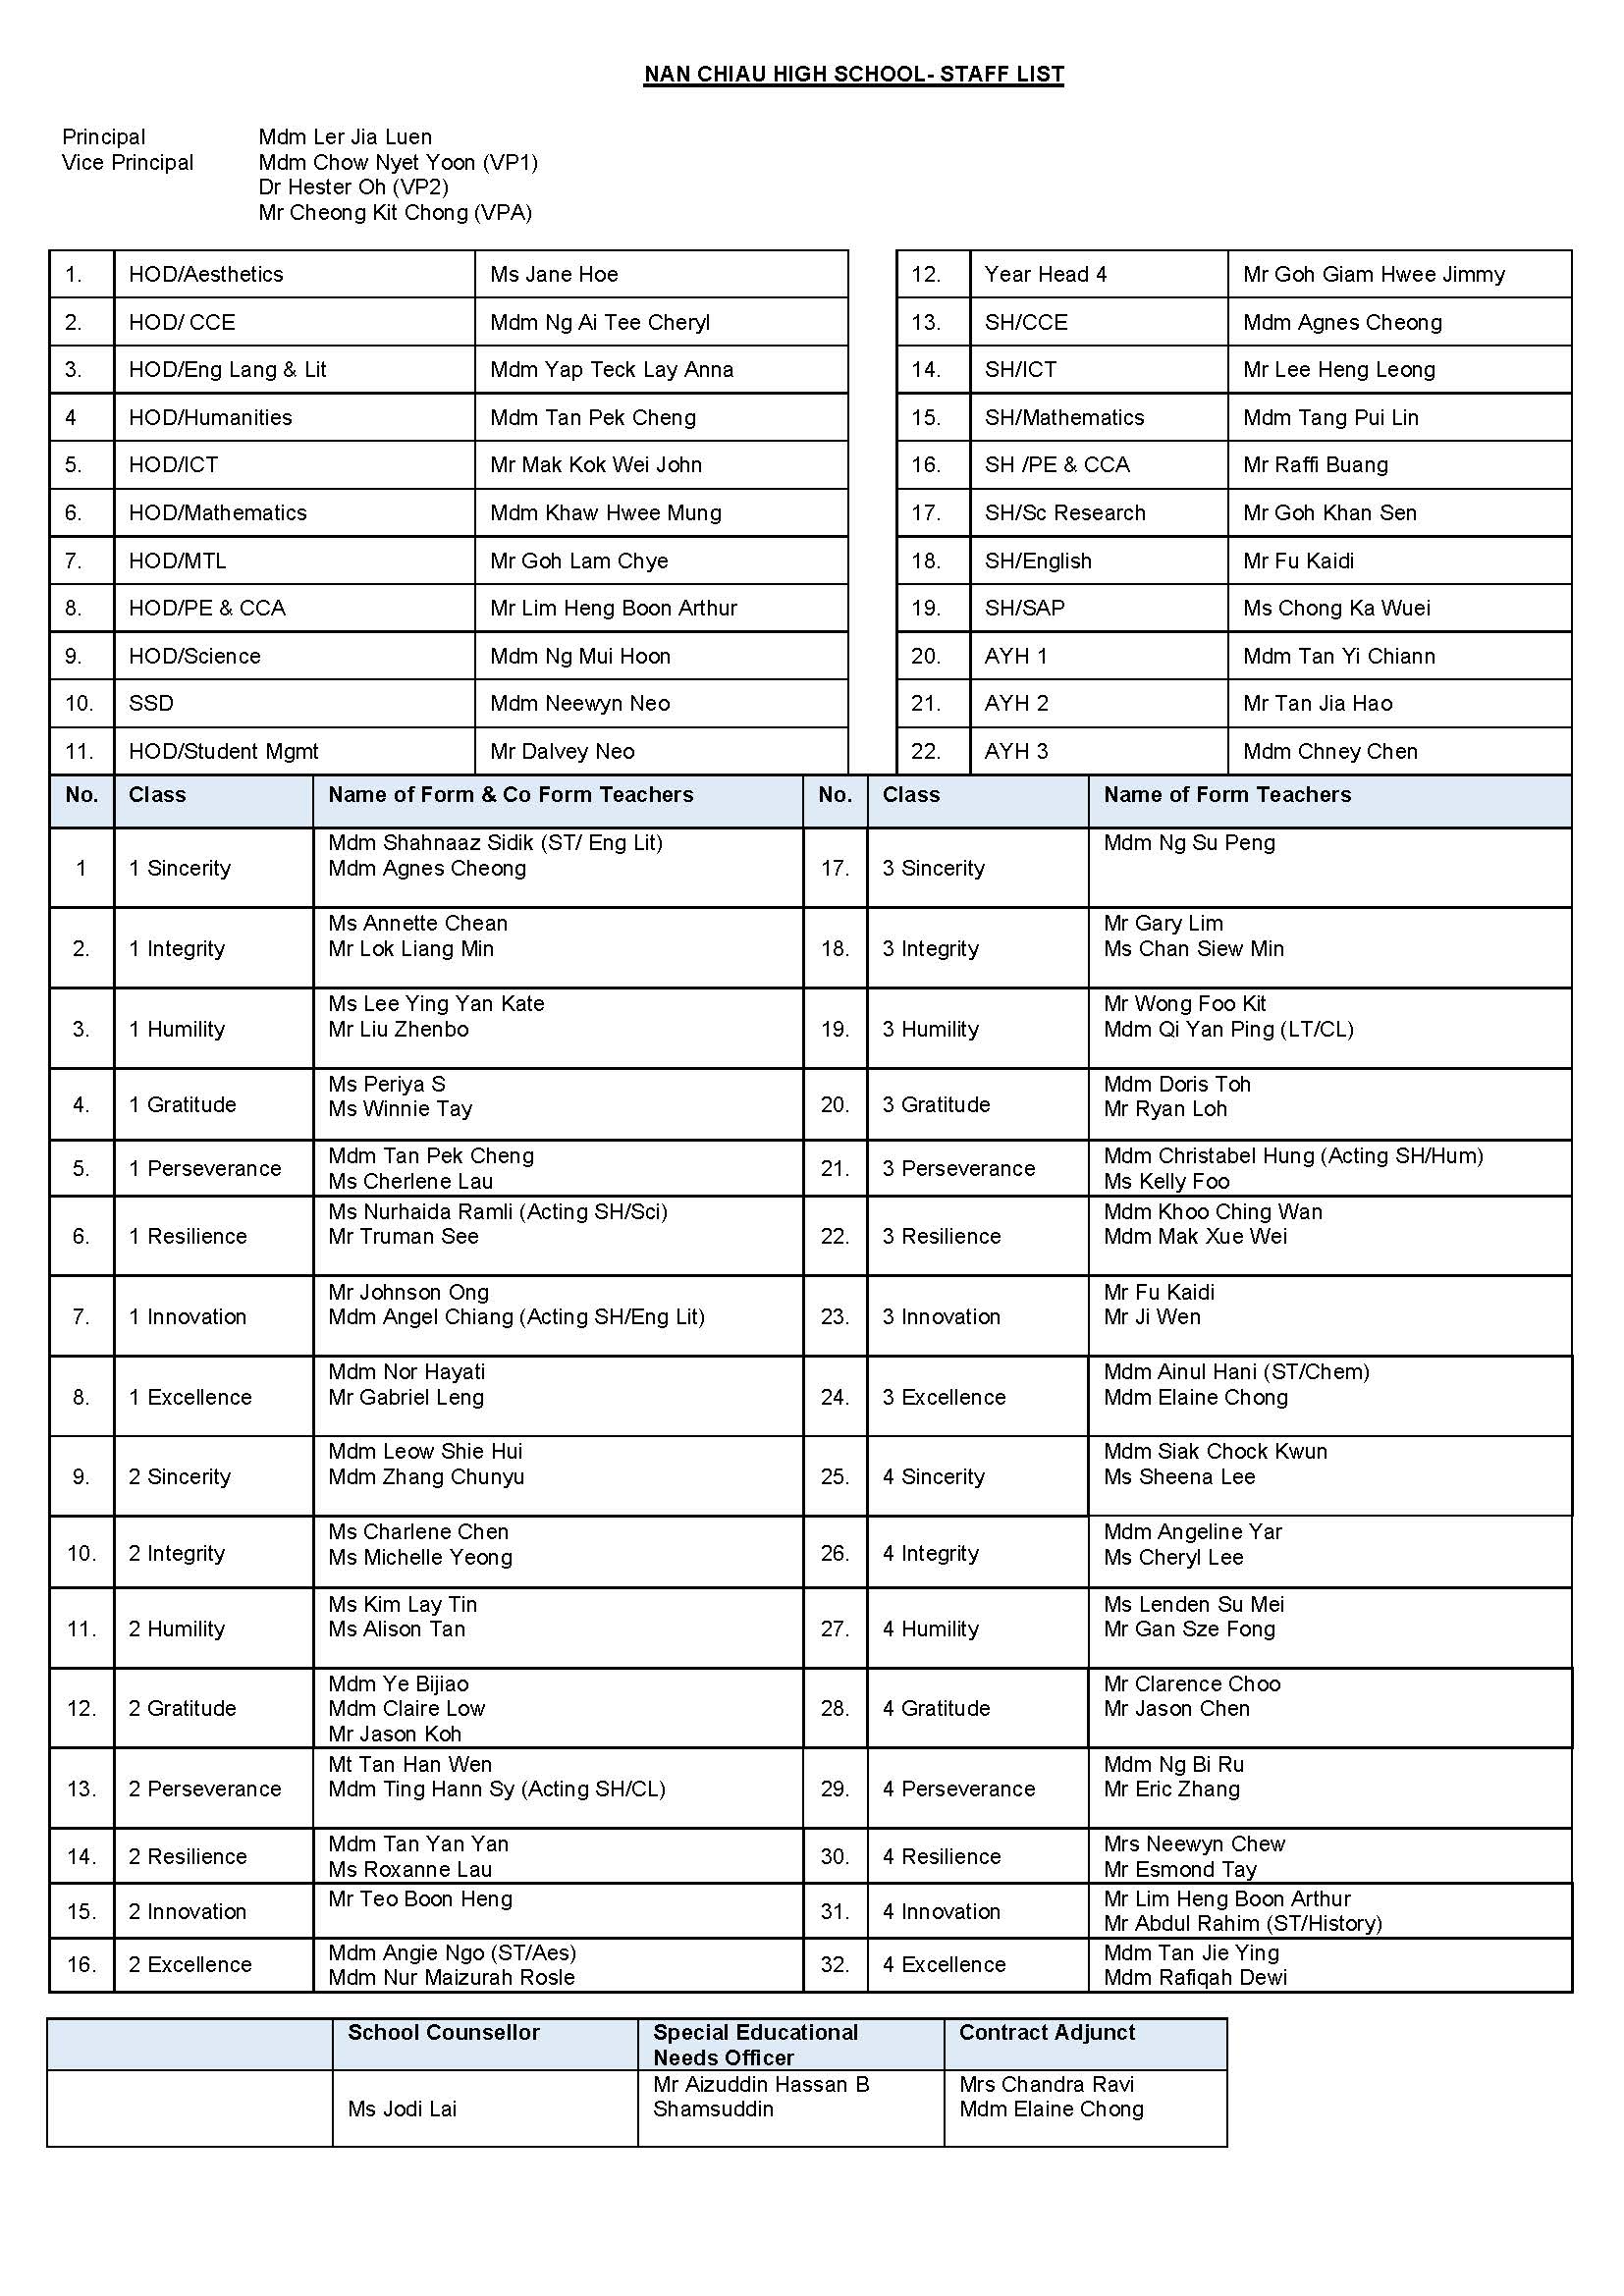 NAN CHIAU HIGH SCHOOL- STAFF LIST
Principal Mdm Ler Jia Luen
Vice Principal Mdm Chow Nyet Yoon (VP1)
Dr Hester Oh (VP2)
Mr Cheong Kit Chong (VPA)
1. HOD/Aesthetics Ms Jane Hoe 12. Year Head 4 Mr Goh Giam Hwee Jimmy
2. HOD/ CCE Mdm Ng Ai Tee Cheryl 13. SH/CCE Mdm Agnes Cheong
3. HOD/Eng Lang & Lit Mdm Yap Teck Lay Anna 14. SH/ICT Mr Lee Heng Leong
4 HOD/Humanities Mdm Tan Pek Cheng 15. SH/Mathematics Mdm Tang Pui Lin
5. HOD/ICT Mr Mak Kok Wei John 16. SH /PE & CCA Mr Raffi Buang
6. HOD/Mathematics Mdm Khaw Hwee Mung 17. SH/Sc Research Mr Goh Khan Sen
7. HOD/MTL Mr Goh Lam Chye 18. SH/English Mr Fu Kaidi
8. HOD/PE & CCA Mr Lim Heng Boon Arthur 19. SH/SAP Ms Chong Ka Wuei
9. HOD/Science Mdm Ng Mui Hoon 20. AYH 1 Mdm Tan Yi Chiann
10. SSD Mdm Neewyn Neo 21. AYH 2 Mr Tan Jia Hao
11. HOD/Student Mgmt Mr Dalvey Neo 22. AYH 3 Mdm Chney Chen
No. Class Name of Form & Co Form Teachers No. Class Name of Form Teachers
Mdm Shahnaaz Sidik (ST/ Eng Lit) Mdm Ng Su Peng
1 1 Sincerity Mdm Agnes Cheong 17. 3 Sincerity
Ms Annette Chean Mr Gary Lim
2. 1 Integrity Mr Lok Liang Min 18. 3 Integrity Ms Chan Siew Min
Ms Lee Ying Yan Kate Mr Wong Foo Kit
3. 1 Humility Mr Liu Zhenbo 19. 3 Humility Mdm Qi Yan Ping (LT/CL)
Ms Periya S Mdm Doris Toh
4. 1 Gratitude Ms Winnie Tay 20. 3 Gratitude Mr Ryan Loh
Mdm Tan Pek Cheng Mdm Christabel Hung (Acting SH/Hum)
5. 1 Perseverance Ms Cherlene Lau 21. 3 Perseverance Ms Kelly Foo
Ms Nurhaida Ramli (Acting SH/Sci) Mdm Khoo Ching Wan
6. 1 Resilience Mr Truman See 22. 3 Resilience Mdm Mak Xue Wei
Mr Johnson Ong Mr Fu Kaidi
7. 1 Innovation Mdm Angel Chiang (Acting SH/Eng Lit) 23. 3 Innovation Mr Ji Wen
Mdm Nor Hayati Mdm Ainul Hani (ST/Chem)
8. 1 Excellence Mr Gabriel Leng 24. 3 Excellence Mdm Elaine Chong
Mdm Leow Shie Hui Mdm Siak Chock Kwun
9. 2 Sincerity Mdm Zhang Chunyu 25. 4 Sincerity Ms Sheena Lee
Ms Charlene Chen Mdm Angeline Yar
10. 2 Integrity Ms Michelle Yeong 26. 4 Integrity Ms Cheryl Lee
Ms Kim Lay Tin Ms Lenden Su Mei
11. 2 Humility Ms Alison Tan 27. 4 Humility Mr Gan Sze Fong
Mdm Ye Bijiao Mr Clarence Choo
12. 2 Gratitude Mdm Claire Low 28. 4 Gratitude Mr Jason Chen
Mr Jason Koh
Mt Tan Han Wen Mdm Ng Bi Ru
13. 2 Perseverance Mdm Ting Hann Sy (Acting SH/CL) 29. 4 Perseverance Mr Eric Zhang
Mdm Tan Yan Yan Mrs Neewyn Chew
14. 2 Resilience Ms Roxanne Lau 30. 4 Resilience Mr Esmond Tay
Mr Teo Boon Heng Mr Lim Heng Boon Arthur
15. 2 Innovation 31. 4 Innovation Mr Abdul Rahim (ST/History)
Mdm Angie Ngo (ST/Aes) Mdm Tan Jie Ying
16. 2 Excellence Mdm Nur Maizurah Rosle 32. 4 Excellence Mdm Rafiqah Dewi
School Counsellor Special Educational Contract Adjunct
Needs Officer
Mr Aizuddin Hassan B Mrs Chandra Ravi
Ms Jodi Lai Shamsuddin Mdm Elaine Chong